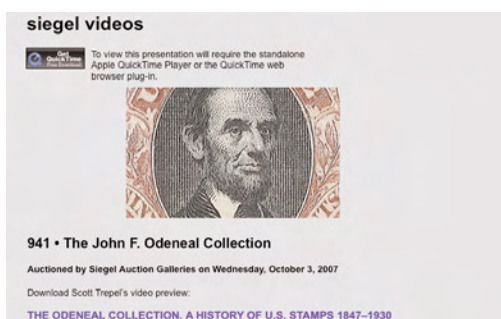 siegel videos
Get
QuickTime
Free Download
To view this presentation will require the standalone
Apple QuickTime Player or the QuickTime web
browser plug-in.
941 • The John F. Odeneal Collection
Auctioned by Siegel Auction Galleries on Wednesday, October 3, 2007
Download Scott Trepel's video preview:
THE ODENEAL COLLECTION, A HISTORY OF U.S. STAMPS 1847–1930